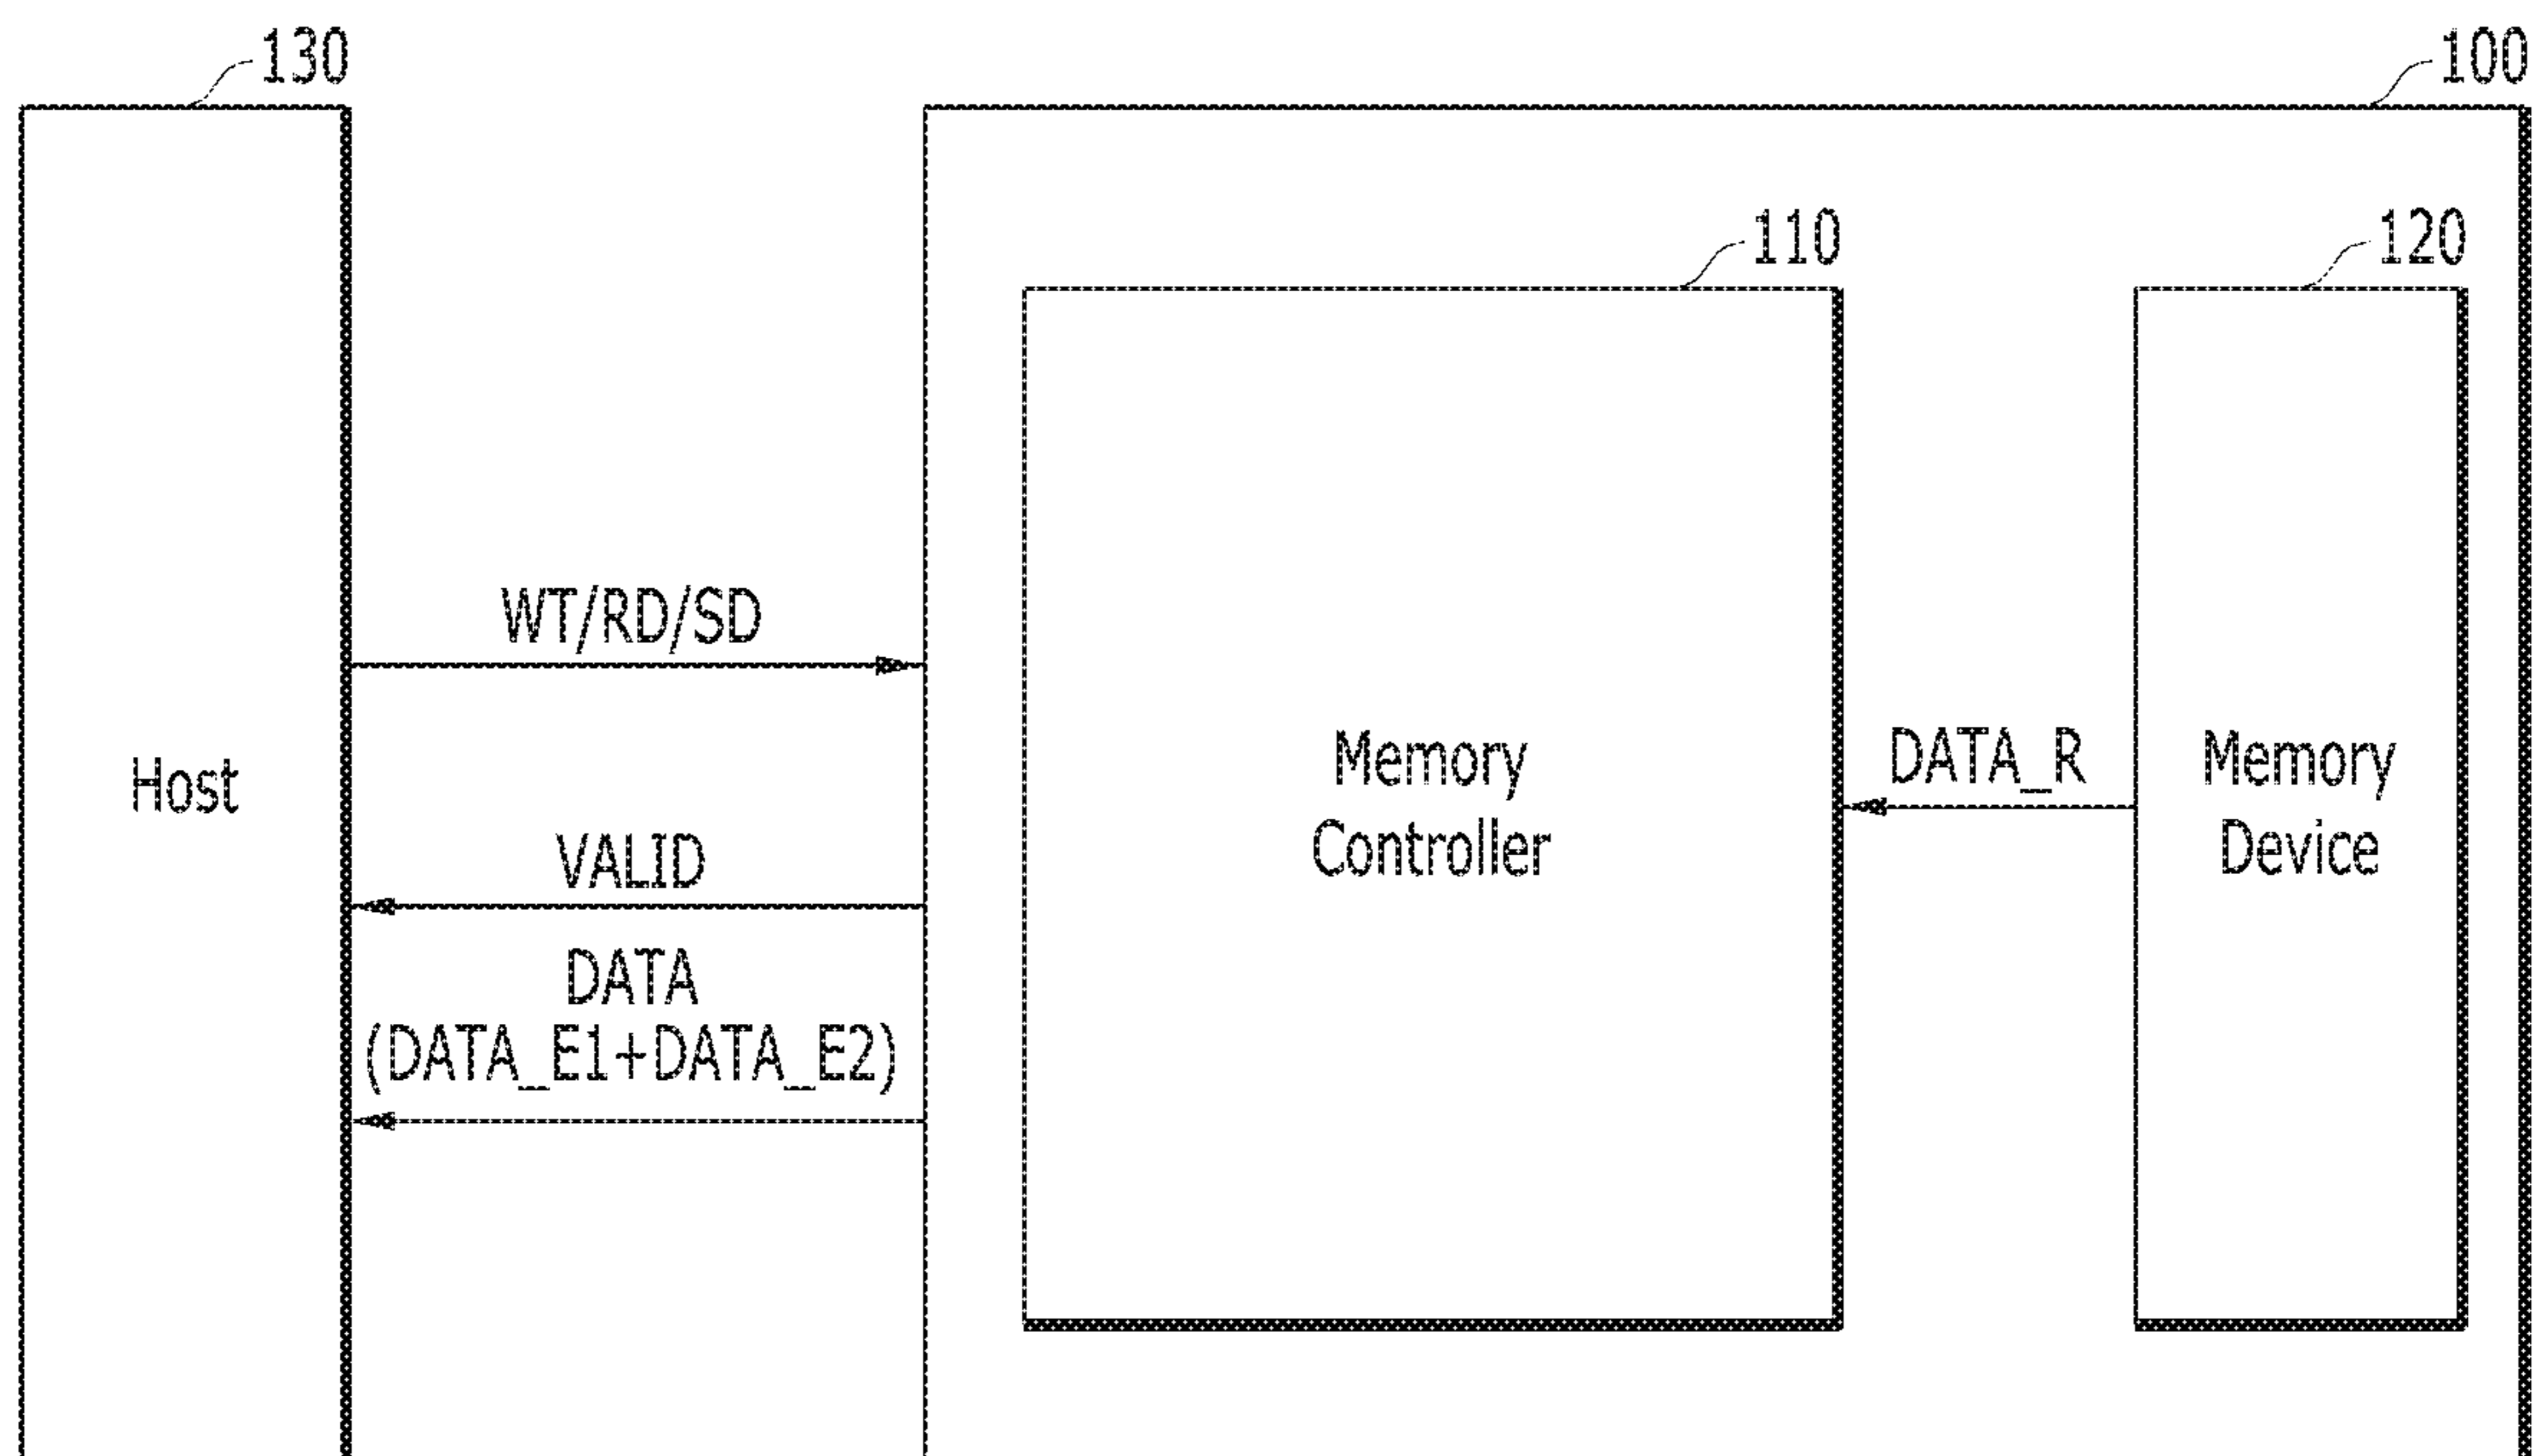 130
100
110
120
WT/RD/SD
Host
VALID
DATA
(DATA_E1+DATA_E2)
Memory
Controller
DATA_R
Memory
Device